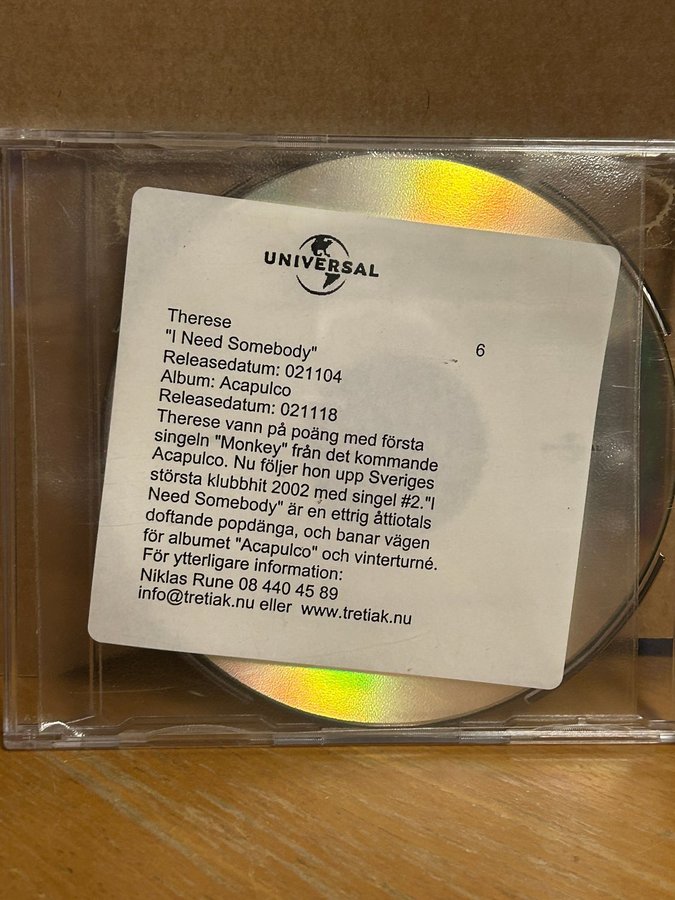 UNIVERSAL
Therese
"I Need Somebody"
6
Releasedatum: 021104
Album: Acapulco
Releasedatum: 021118
Therese vann på poäng med första
singeln "Monkey" från det kommande
Acapulco. Nu följer hon upp Sveriges
största klubbhit 2002 med singel #2."I
Need Somebody" är en ettrig åttiotals
doftande popdänga, och banar vägen
för albumet "Acapulco" och vinterturné.
För ytterligare information:
Niklas Rune 08 440 45 89
info@tretiak.nu eller www.tretiak.nu